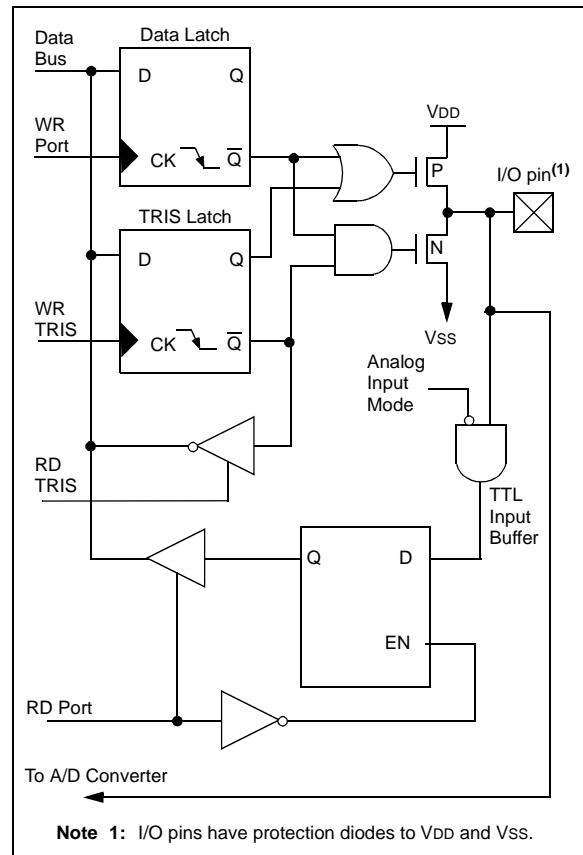 Data
Bus
Data Latch
D
Q
WR
Port
CK
Q
VDD
P
I/O pin(1)
TRIS Latch
D
Q
N
WR
TRIS
CK
Q
VSS
Analog
Input
Mode
RD
TRIS
TTL
Input
Buffer
Q
D
EN
RD Port
To A/D Converter
Note 1: I/O pins have protection diodes to VDD and VSS.